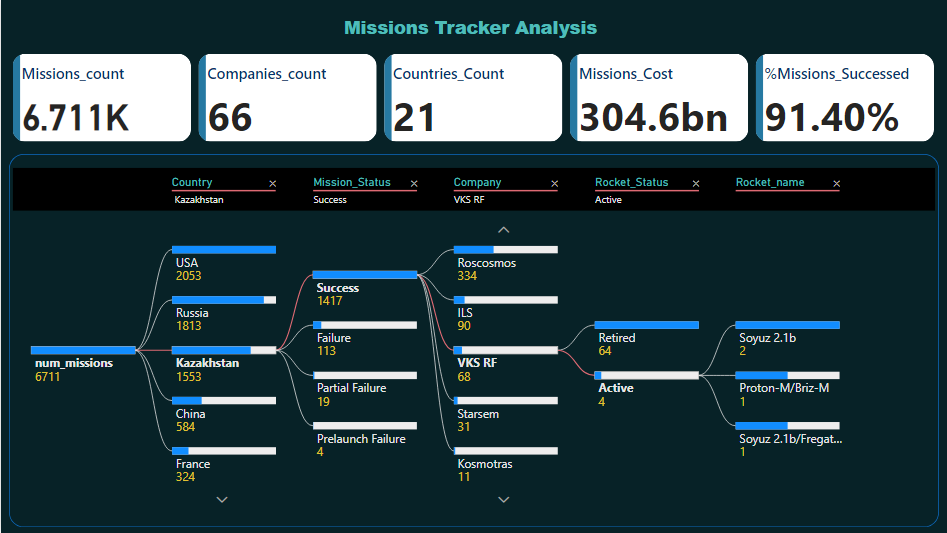 Missions Tracker Analysis
Missions_count
6.711K
Companies_count
66
Countries_Count
21
Missions_Cost
304.6bn
%Missions_Successed
91.40%
Country
Kazakhstan
Mission_Status
Success
Company
VKS RF
Rocket_Status
Active
Rocket_name
num_missions
6711
USA
2053
Russia
1813
Kazakhstan
1553
China
584
France
324
Success
1417
Failure
113
Partial Failure
19
Prelaunch Failure
4
Roscosmos
334
ILS
90
VKS RF
68
Starsem
31
Kosmotras
11
Retired
64
Active
4
Soyuz 2.1b
2
Proton-M/Briz-M
1
Soyuz 2.1b/Fregat...
1